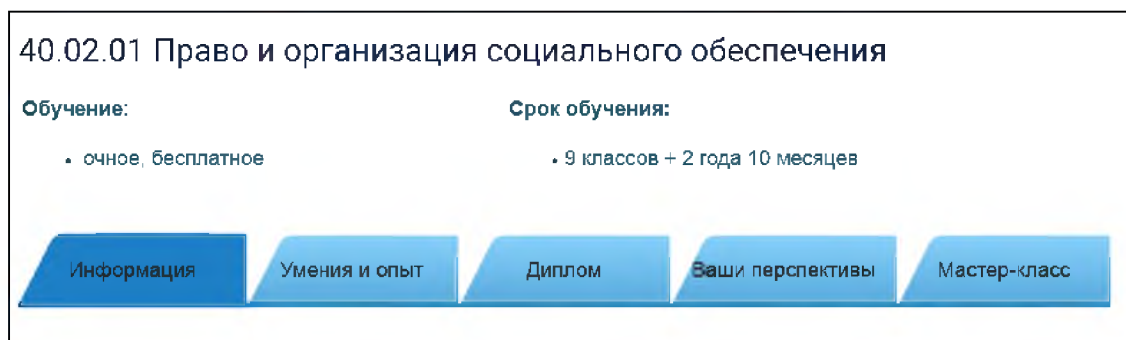 40.02.01 Право и организация социального обеспечения
Обучение: Срок обучения:
• очное, бесплатное • 9 классов + 2 года 10 месяцев
Информация Умения и опыт Диплом Ваши перспективы Мастер-класс